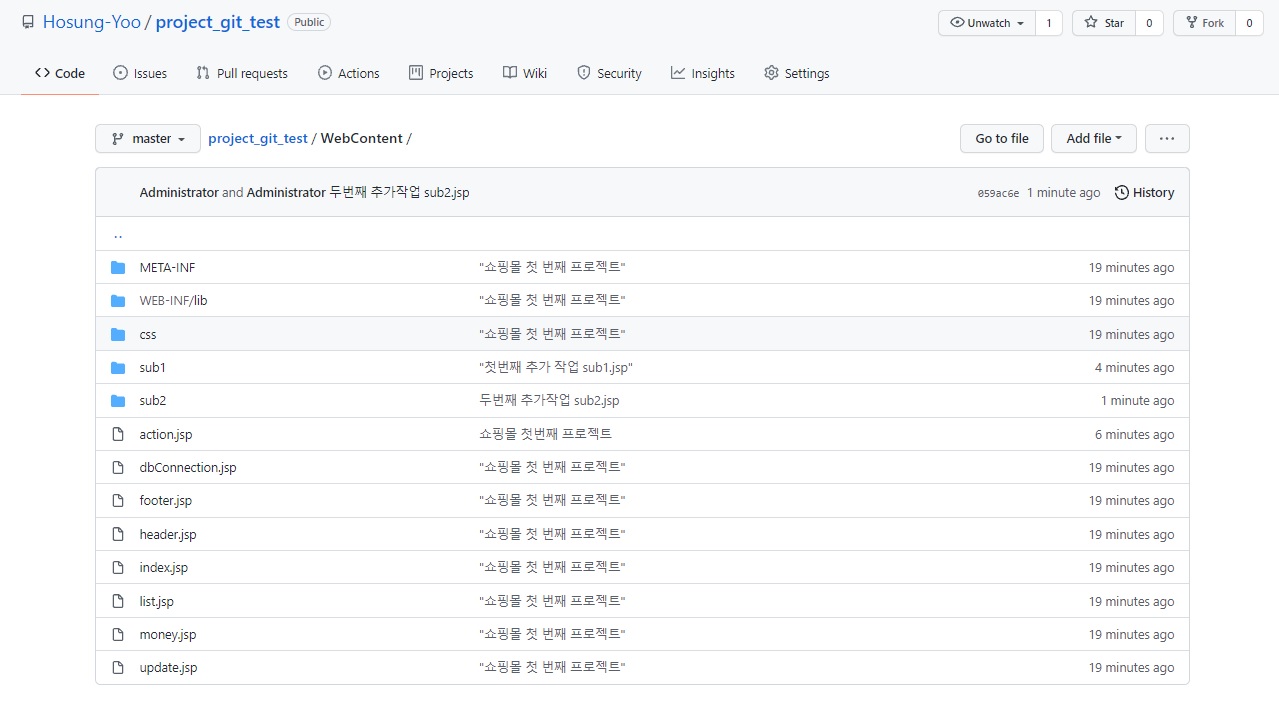 Hosung-Yoo / project_git_test Public Unwatch 1 Star 0 Fork 0
Code Issues Pull requests Actions Projects Wiki Security Insights Settings
master project_git_test / WebContent / Go to file Add file ...
Administrator and Administrator 두번째 추가작업 sub2.jsp 059ac6e 1 minute ago History
..
META-INF "쇼핑몰 첫 번째 프로젝트" 19 minutes ago
WEB-INF/lib "쇼핑몰 첫 번째 프로젝트" 19 minutes ago
css "쇼핑몰 첫 번째 프로젝트" 19 minutes ago
sub1 "첫번째 추가 작업 sub1.jsp" 4 minutes ago
sub2 두번째 추가작업 sub2.jsp 1 minute ago
action.jsp 쇼핑몰 첫번째 프로젝트 6 minutes ago
dbConnection.jsp "쇼핑몰 첫 번째 프로젝트" 19 minutes ago
footer.jsp "쇼핑몰 첫 번째 프로젝트" 19 minutes ago
header.jsp "쇼핑몰 첫 번째 프로젝트" 19 minutes ago
index.jsp "쇼핑몰 첫 번째 프로젝트" 19 minutes ago
list.jsp "쇼핑몰 첫 번째 프로젝트" 19 minutes ago
money.jsp "쇼핑몰 첫 번째 프로젝트" 19 minutes ago
update.jsp "쇼핑몰 첫 번째 프로젝트" 19 minutes ago